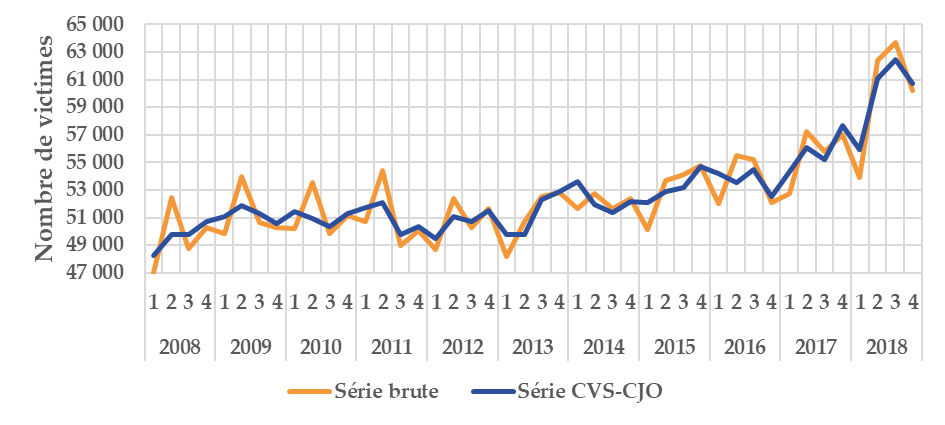 Nombre de victimes
65 000
63 000
61 000
59 000
57 000
55 000
53 000
51 000
49 000
47 000
1 2 3 4 1 2 3 4 1 2 3 4 1 2 3 4 1 2 3 4 1 2 3 4 1 2 3 4 1 2 3 4 1 2 3 4 1 2 3 4 1 2 3 4
2008 2009 2010 2011 2012 2013 2014 2015 2016 2017 2018
Série brute Série CVS-CJO